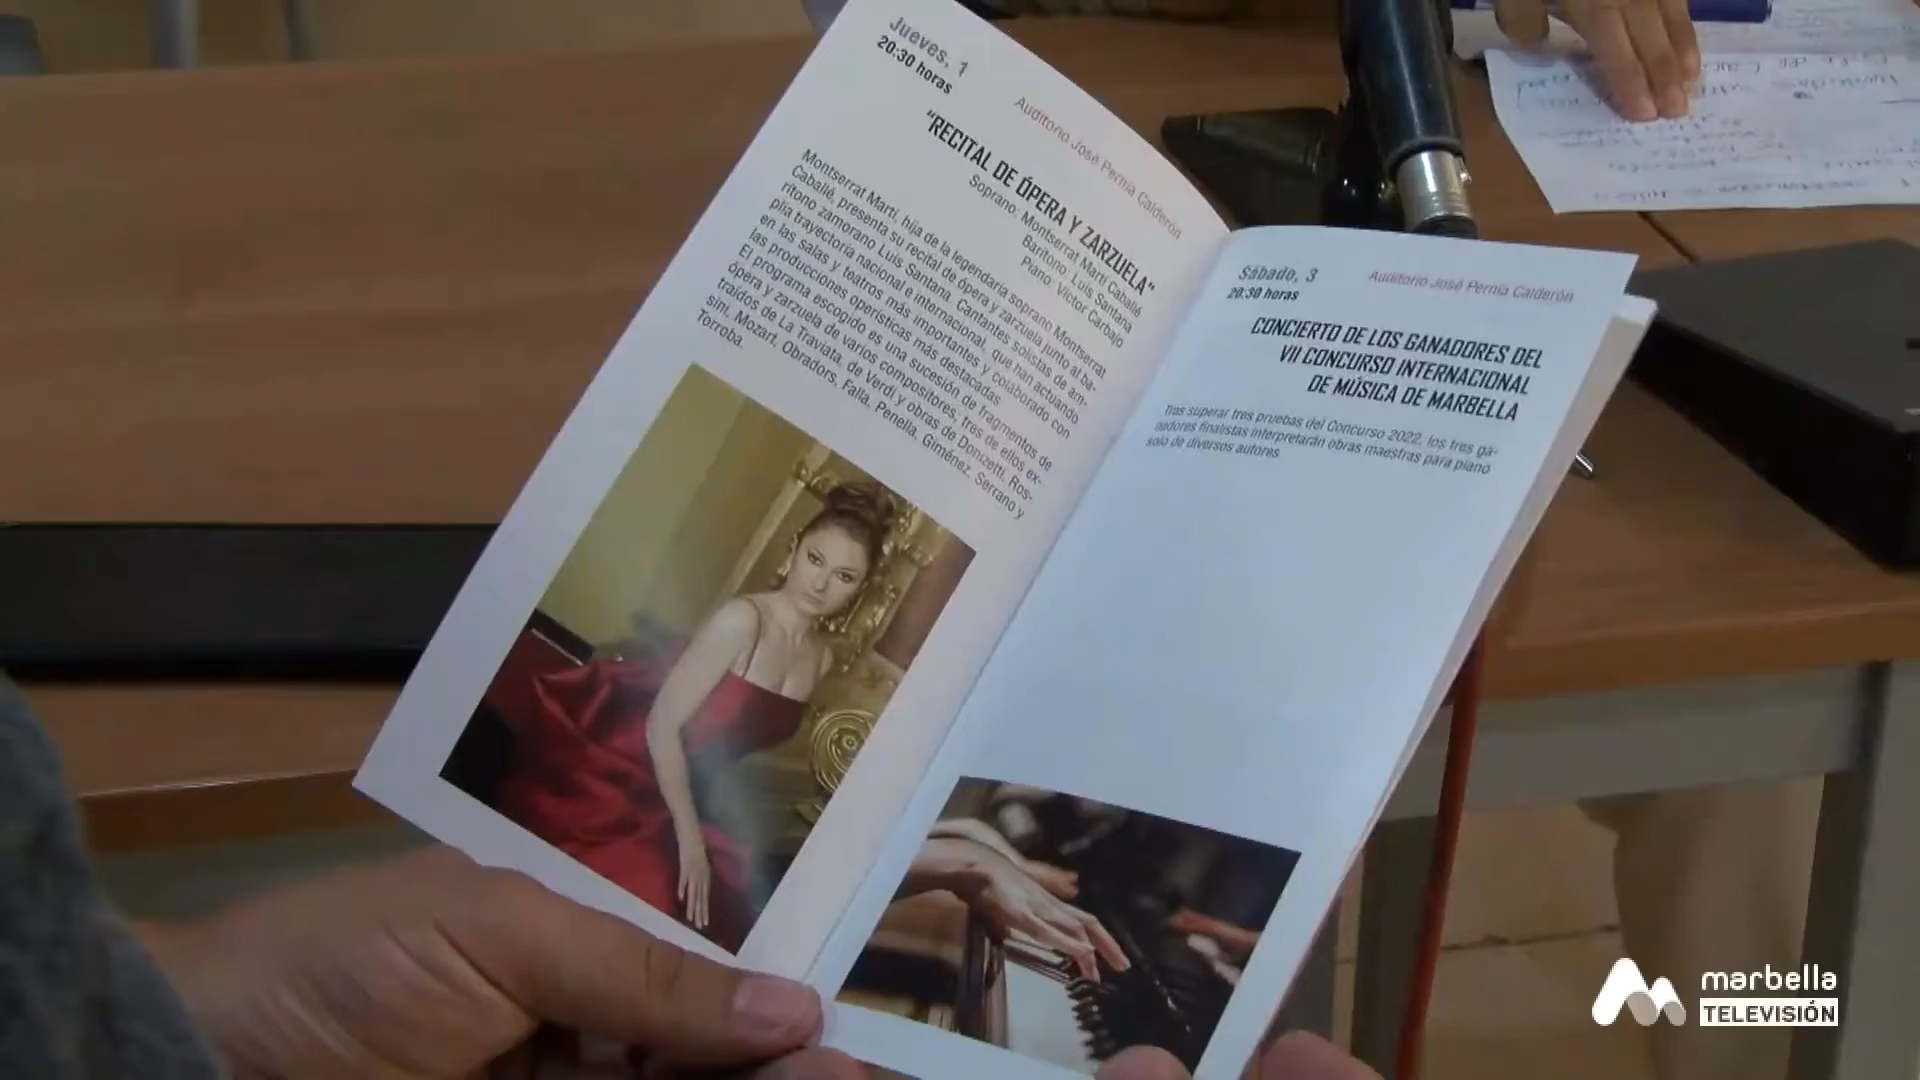 Jueves, 1
20:30 horas
Auditorio José Pernía Calderón
“RECITAL DE ÓPERA Y ZARZUELA”
Soprano: Montserrat Martí Caballé
Barítono: Luis Santana
Piano: Víctor Carbajo
Montserrat Martí, hija de la legendaria soprano Montserrat
Caballé, presenta su recital de ópera y zarzuela junto al ba-
rítono zamorano Luis Santana. Cantantes solistas de am-
plia trayectoria nacional e internacional, que han actuando
en las salas y teatros más importantes y colaborado con
las producciones operísticas más destacadas
El programa escogido es una sucesión de fragmentos de
ópera y zarzuela de varios compositores; tres de ellos ex-
traídos de La Traviata, de Verdi y obras de Donizetti, Ros-
sini, Mozart, Obradors, Falla, Penella, Giménez, Serrano y
Torroba.
Sábado, 3
20:30 horas
Auditorio José Pernía Calderón
CONCIERTO DE LOS GANADORES DEL
VII CONCURSO INTERNACIONAL
DE MÚSICA DE MARBELLA
Tras superar tres pruebas del Concurso 2022, los tres ga-
nadores finalistas interpretarán obras maestras para piano
solo de diversos autores
marbella
TELEVISIÓN